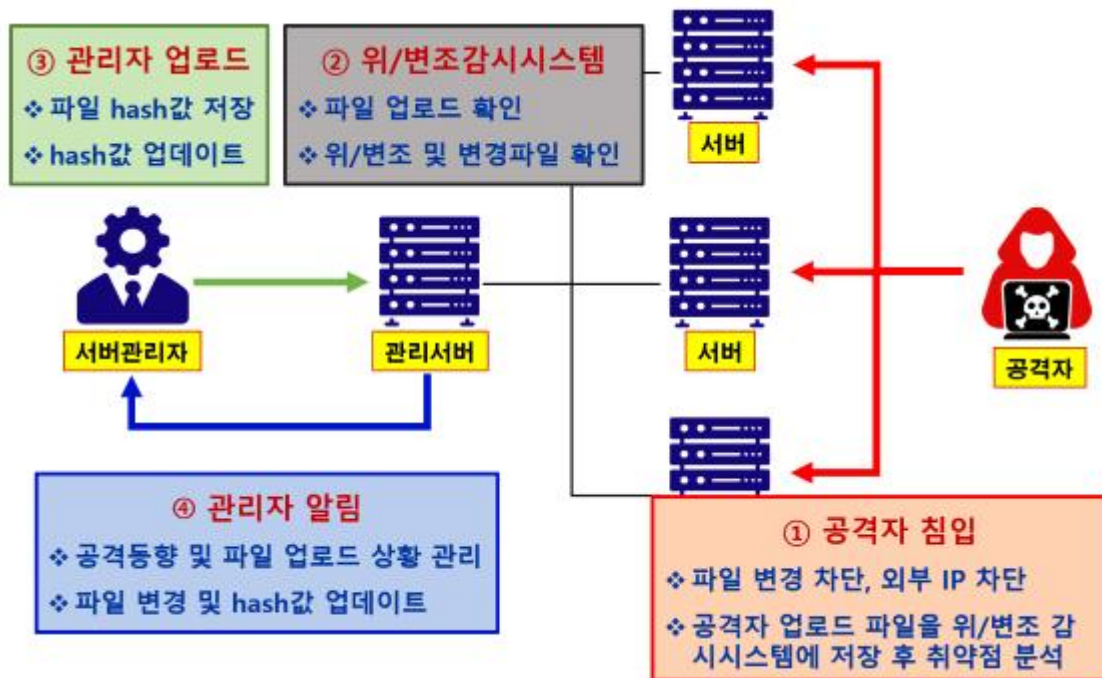 ③ 관리자 업로드
❖ 파일 hash값 저장
❖ hash값 업데이트
② 위/변조감시시스템
❖ 파일 업로드 확인
❖ 위/변조 및 변경파일 확인
서버
서버관리자
관리서버
서버
공격자
④ 관리자 알림
❖ 공격동향 및 파일 업로드 상황 관리
❖ 파일 변경 및 hash값 업데이트
① 공격자 침입
❖ 파일 변경 차단, 외부 IP 차단
❖ 공격자 업로드 파일을 위/변조 감
시시스템에 저장 후 취약점 분석